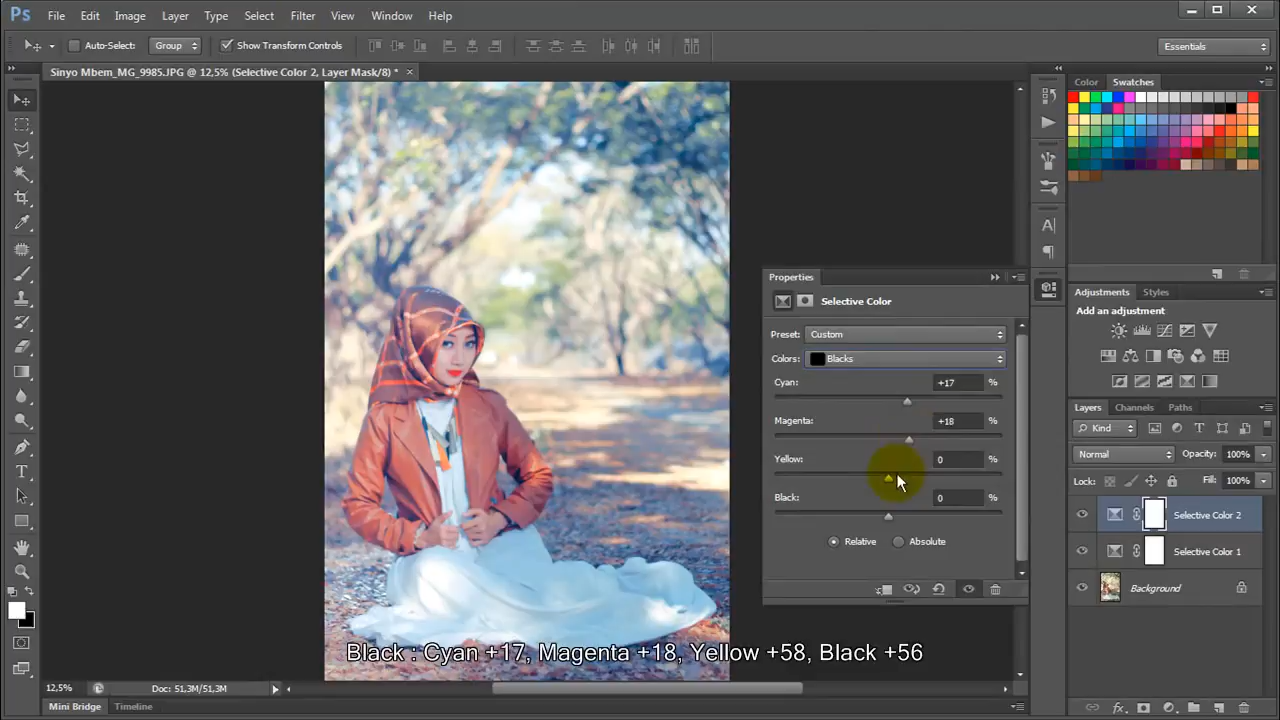 Ps File Edit Image Layer Type Select Filter View Window Help
Auto-Select: Group Show Transform Controls Essentials
Sinyo Mbem_MG_9985.JPG @ 12,5% (Selective Color 2, Layer Mask/8) * ×
Color Swatches
Properties
Selective Color
Preset: Custom
Colors: Blacks
Cyan: +17 %
Magenta: +18 %
Yellow: 0 %
Black: 0 %
Relative Absolute
Adjustments Styles
Add an adjustment
Layers Channels Paths
Kind
Normal Opacity: 100%
Lock: Fill: 100%
Selective Color 2
Selective Color 1
Background
Black : Cyan +17, Magenta +18, Yellow +58, Black +56
12,5% Doc: 51,3M/51,3M
Mini Bridge Timeline